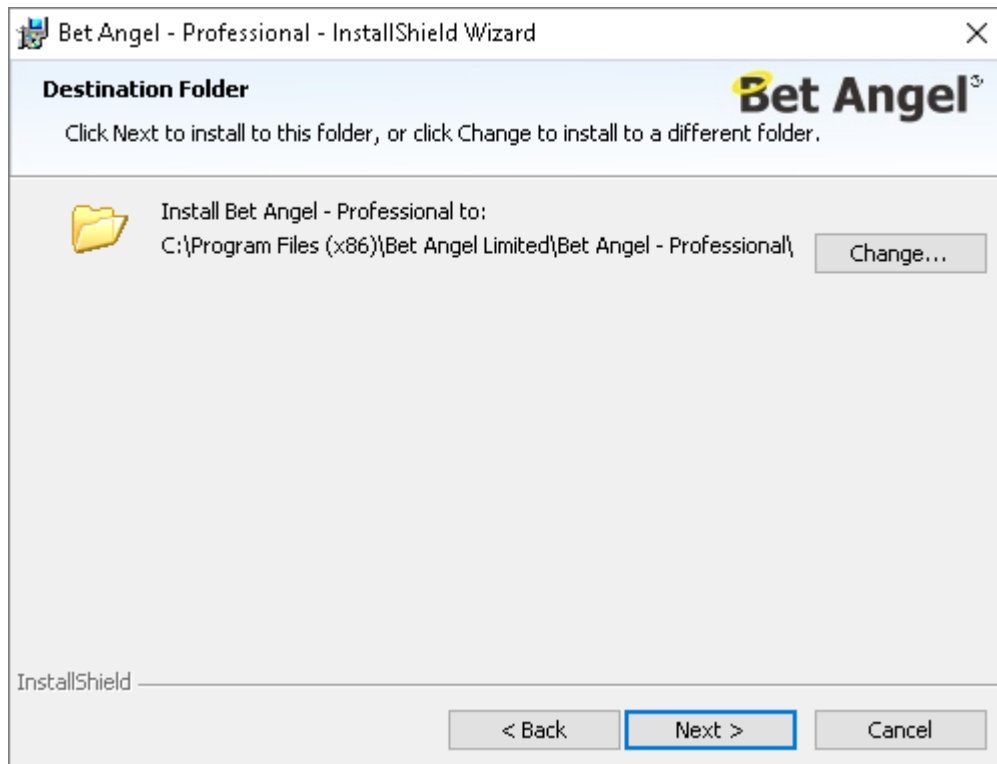 Bet Angel - Professional - InstallShield Wizard
Destination Folder
Bet Angel
Click Next to install to this folder, or click Change to install to a different folder.
Install Bet Angel - Professional to:
C:\Program Files (x86)\Bet Angel Limited\Bet Angel - Professional\
Change...
InstallShield
< Back
Next >
Cancel